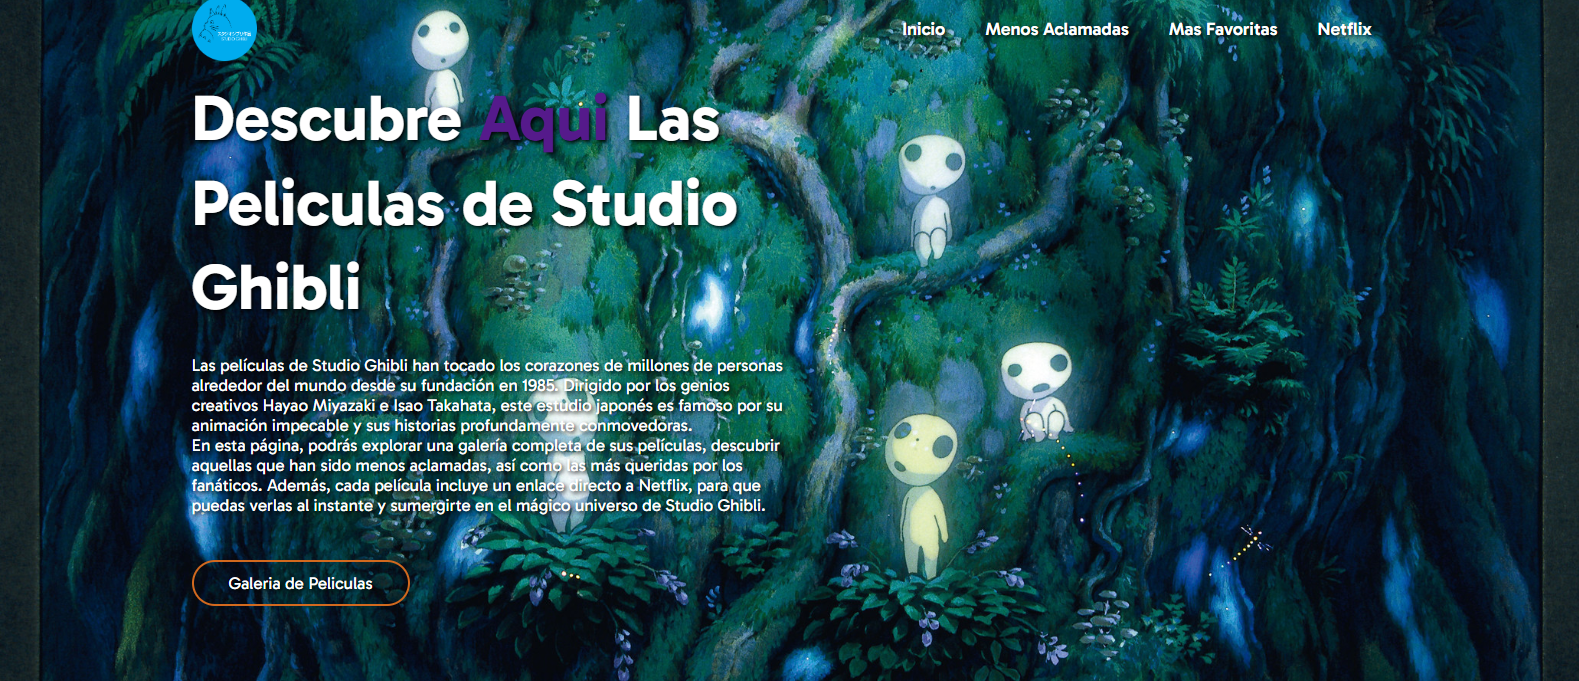 Inicio Menos Aclamadas Mas Favoritas Netflix
Descubre Aqui Las
Peliculas de Studio
Ghibli
Las películas de Studio Ghibli han tocado los corazones de millones de personas
alrededor del mundo desde su fundación en 1985. Dirigido por los genios
creativos Hayao Miyazaki e Isao Takahata, este estudio japonés es famoso por su
animación impecable y sus historias profundamente conmovedoras.
En esta página, podrás explorar una galería completa de sus películas, descubrir
aquellas que han sido menos aclamadas, así como las más queridas por los
fanáticos. Además, cada película incluye un enlace directo a Netflix, para que
puedas verlas al instante y sumergirte en el mágico universo de Studio Ghibli.
Galeria de Peliculas